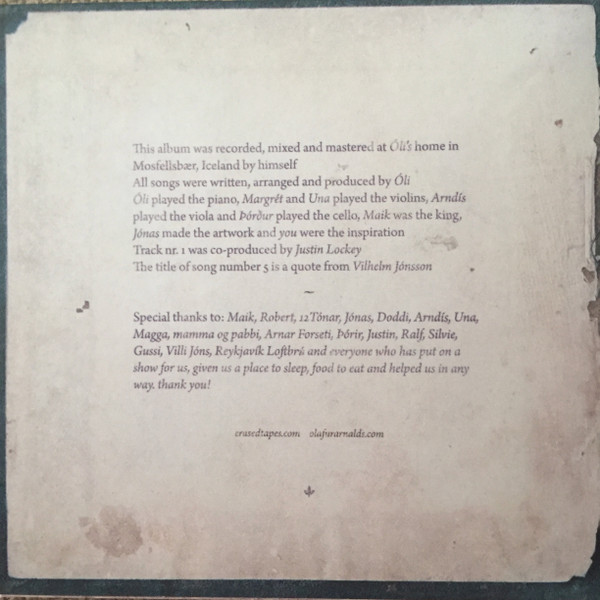 This album was recorded, mixed and mastered at Óli's home in
Mosfellsbær, Iceland by himself
All songs were written, arranged and produced by Óli
Óli played the piano, Margrét and Una played the violins, Arndís
played the viola and Þórður played the cello, Maik was the king,
Jónas made the artwork and you were the inspiration
Track nr. 1 was co-produced by Justin Lockey
The title of song number 5 is a quote from Vilhelm Jónsson
~
Special thanks to: Maik, Robert, 12 Tónar, Jónas, Doddi, Arndís, Una,
Magga, mamma og pabbi, Arnar Forseti, Þórir, Justin, Ralf, Silvie,
Gussi, Villi Jóns, Reykjavík Loftbrú and everyone who has put on a
show for us, given us a place to sleep, food to eat and helped us in any
way. thank you!
erasedtapes.com olafurarnalds.com